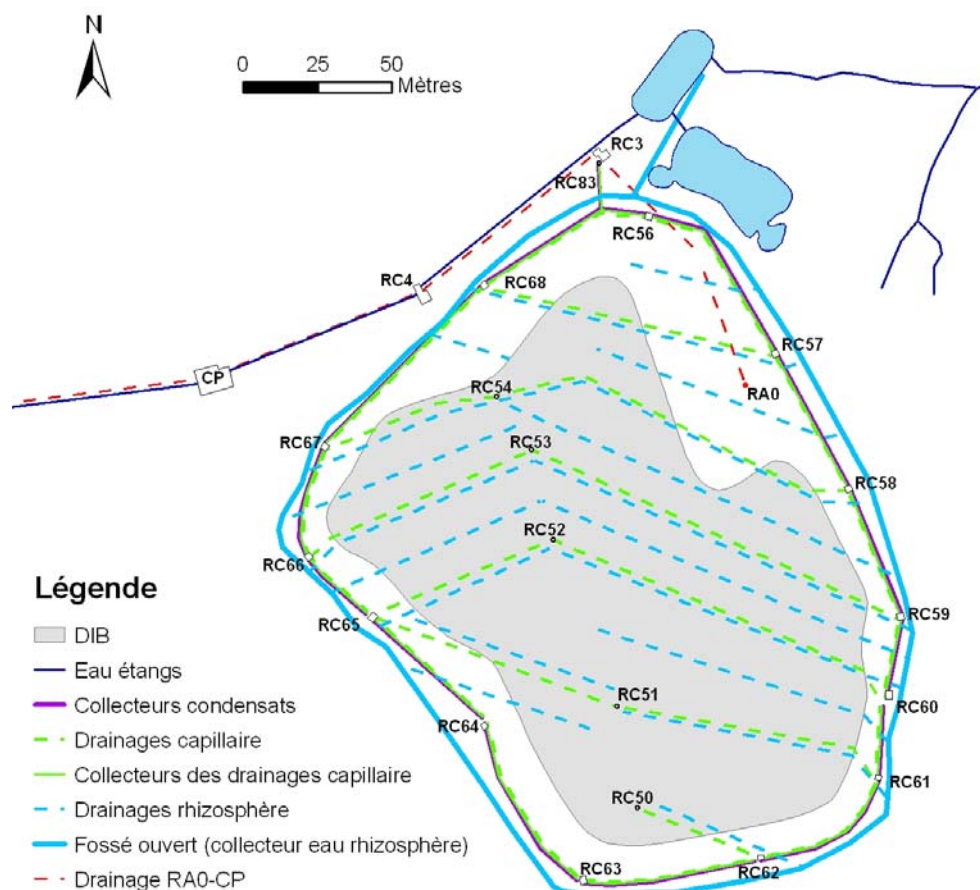 N
0 25 50
Mètres
RC3
RC83
RC56
RC4
RC68
RC57
CP
RC54
RA0
RC67
RC53
RC58
RC52
RC66
RC59
RC65
RC51
RC60
RC64
RC61
RC50
RC62
RC63
Légende
DIB
Eau étangs
Collecteurs condensats
Drainages capillaire
Collecteurs des drainages capillaire
Drainages rhizosphère
Fossé ouvert (collecteur eau rhizosphère)
Drainage RA0-CP